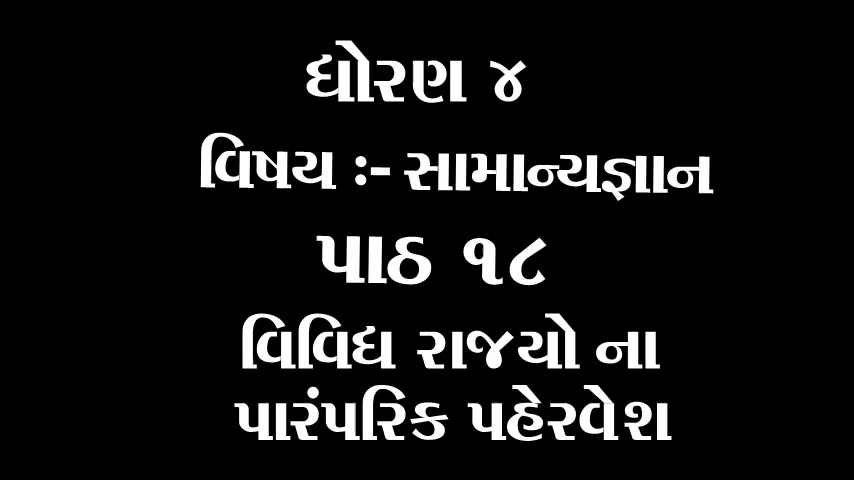 ધોરણ ૪
વિષય ઃ- સામાન્યજ્ઞાન
પાઠ ૧૮
વિવિધ રાજયો ના
પારંપરિક પહેરવેશ